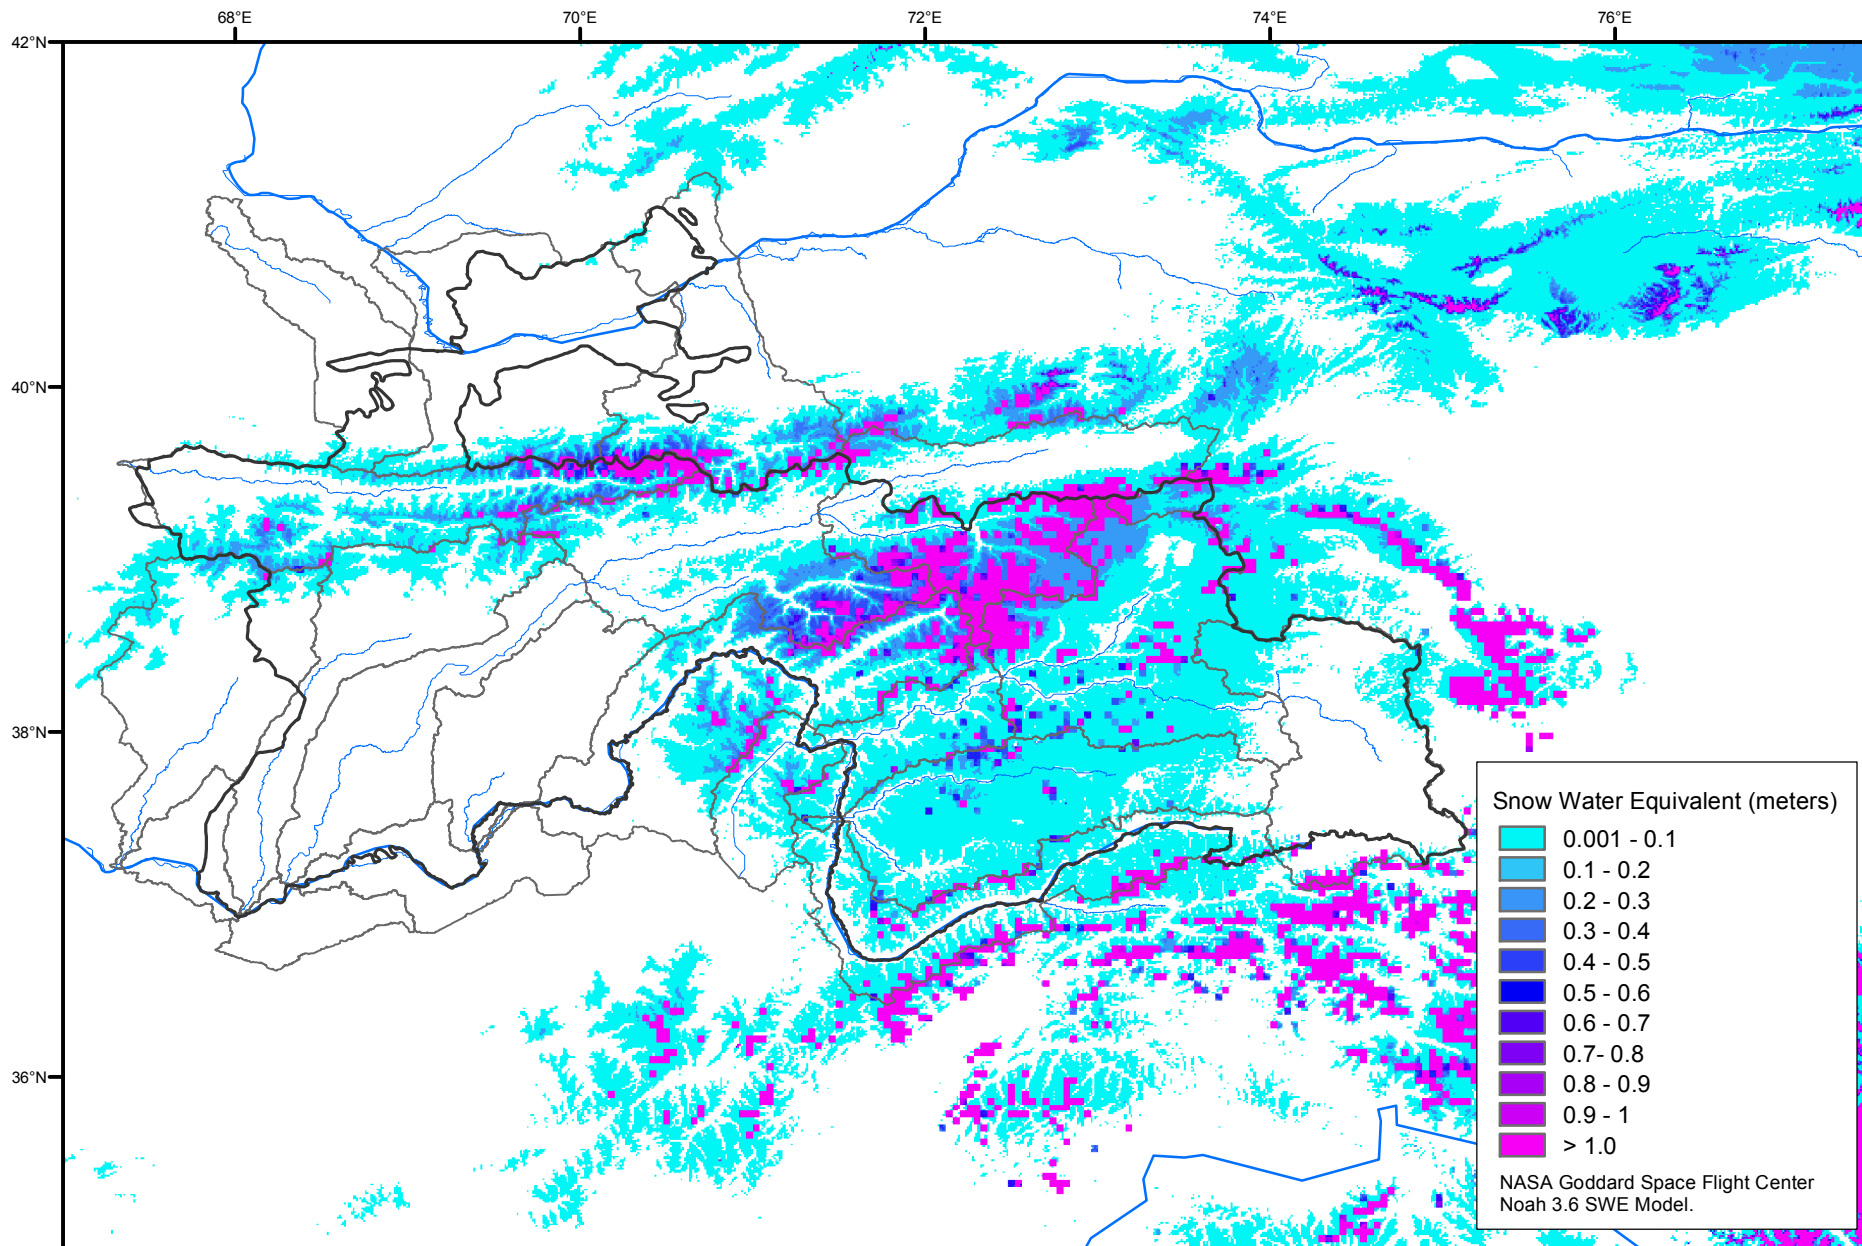 68°E 70°E 72°E 74°E 76°E
42°N
40°N
38°N
36°N
Snow Water Equivalent (meters)
0.001 - 0.1
0.1 - 0.2
0.2 - 0.3
0.3 - 0.4
0.4 - 0.5
0.5 - 0.6
0.6 - 0.7
0.7- 0.8
0.8 - 0.9
0.9 - 1
> 1.0
NASA Goddard Space Flight Center
Noah 3.6 SWE Model.